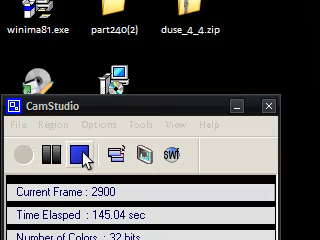 winima81.exe part240(2) duse_4_4.zip
CamStudio
File Region Options Tools View Help
swf
Current Frame : 2900
Time Elasped : 145.04 sec
Number of Colors : 32 bits